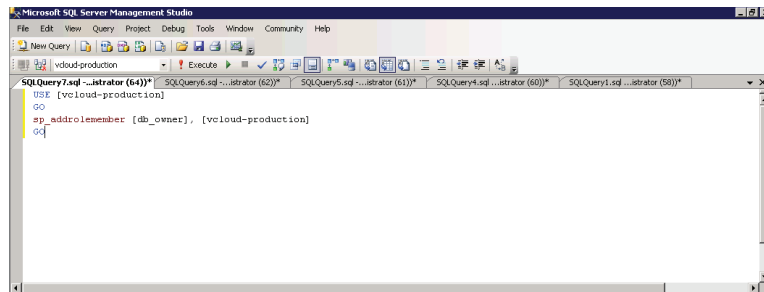 Microsoft SQL Server Management Studio
File Edit View Query Project Debug Tools Window Community Help
New Query
vcloud-production Execute
SQLQuery7.sql -...istrator (64))* SQLQuery6.sql -...istrator (62))* SQLQuery5.sql -...istrator (61))* SQLQuery4.sql ...istrator (60))* SQLQuery1.sql ...istrator (58))*
USE [vcloud-production]
GO
sp_addrolemember [db_owner], [vcloud-production]
GO